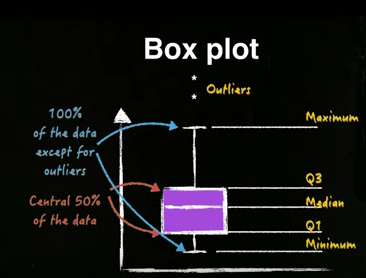 Box plot
*
*
Outliers
100%
of the data
except for
outliers
Central 50%
of the data
Maximum
Q3
Median
Q1
Minimum